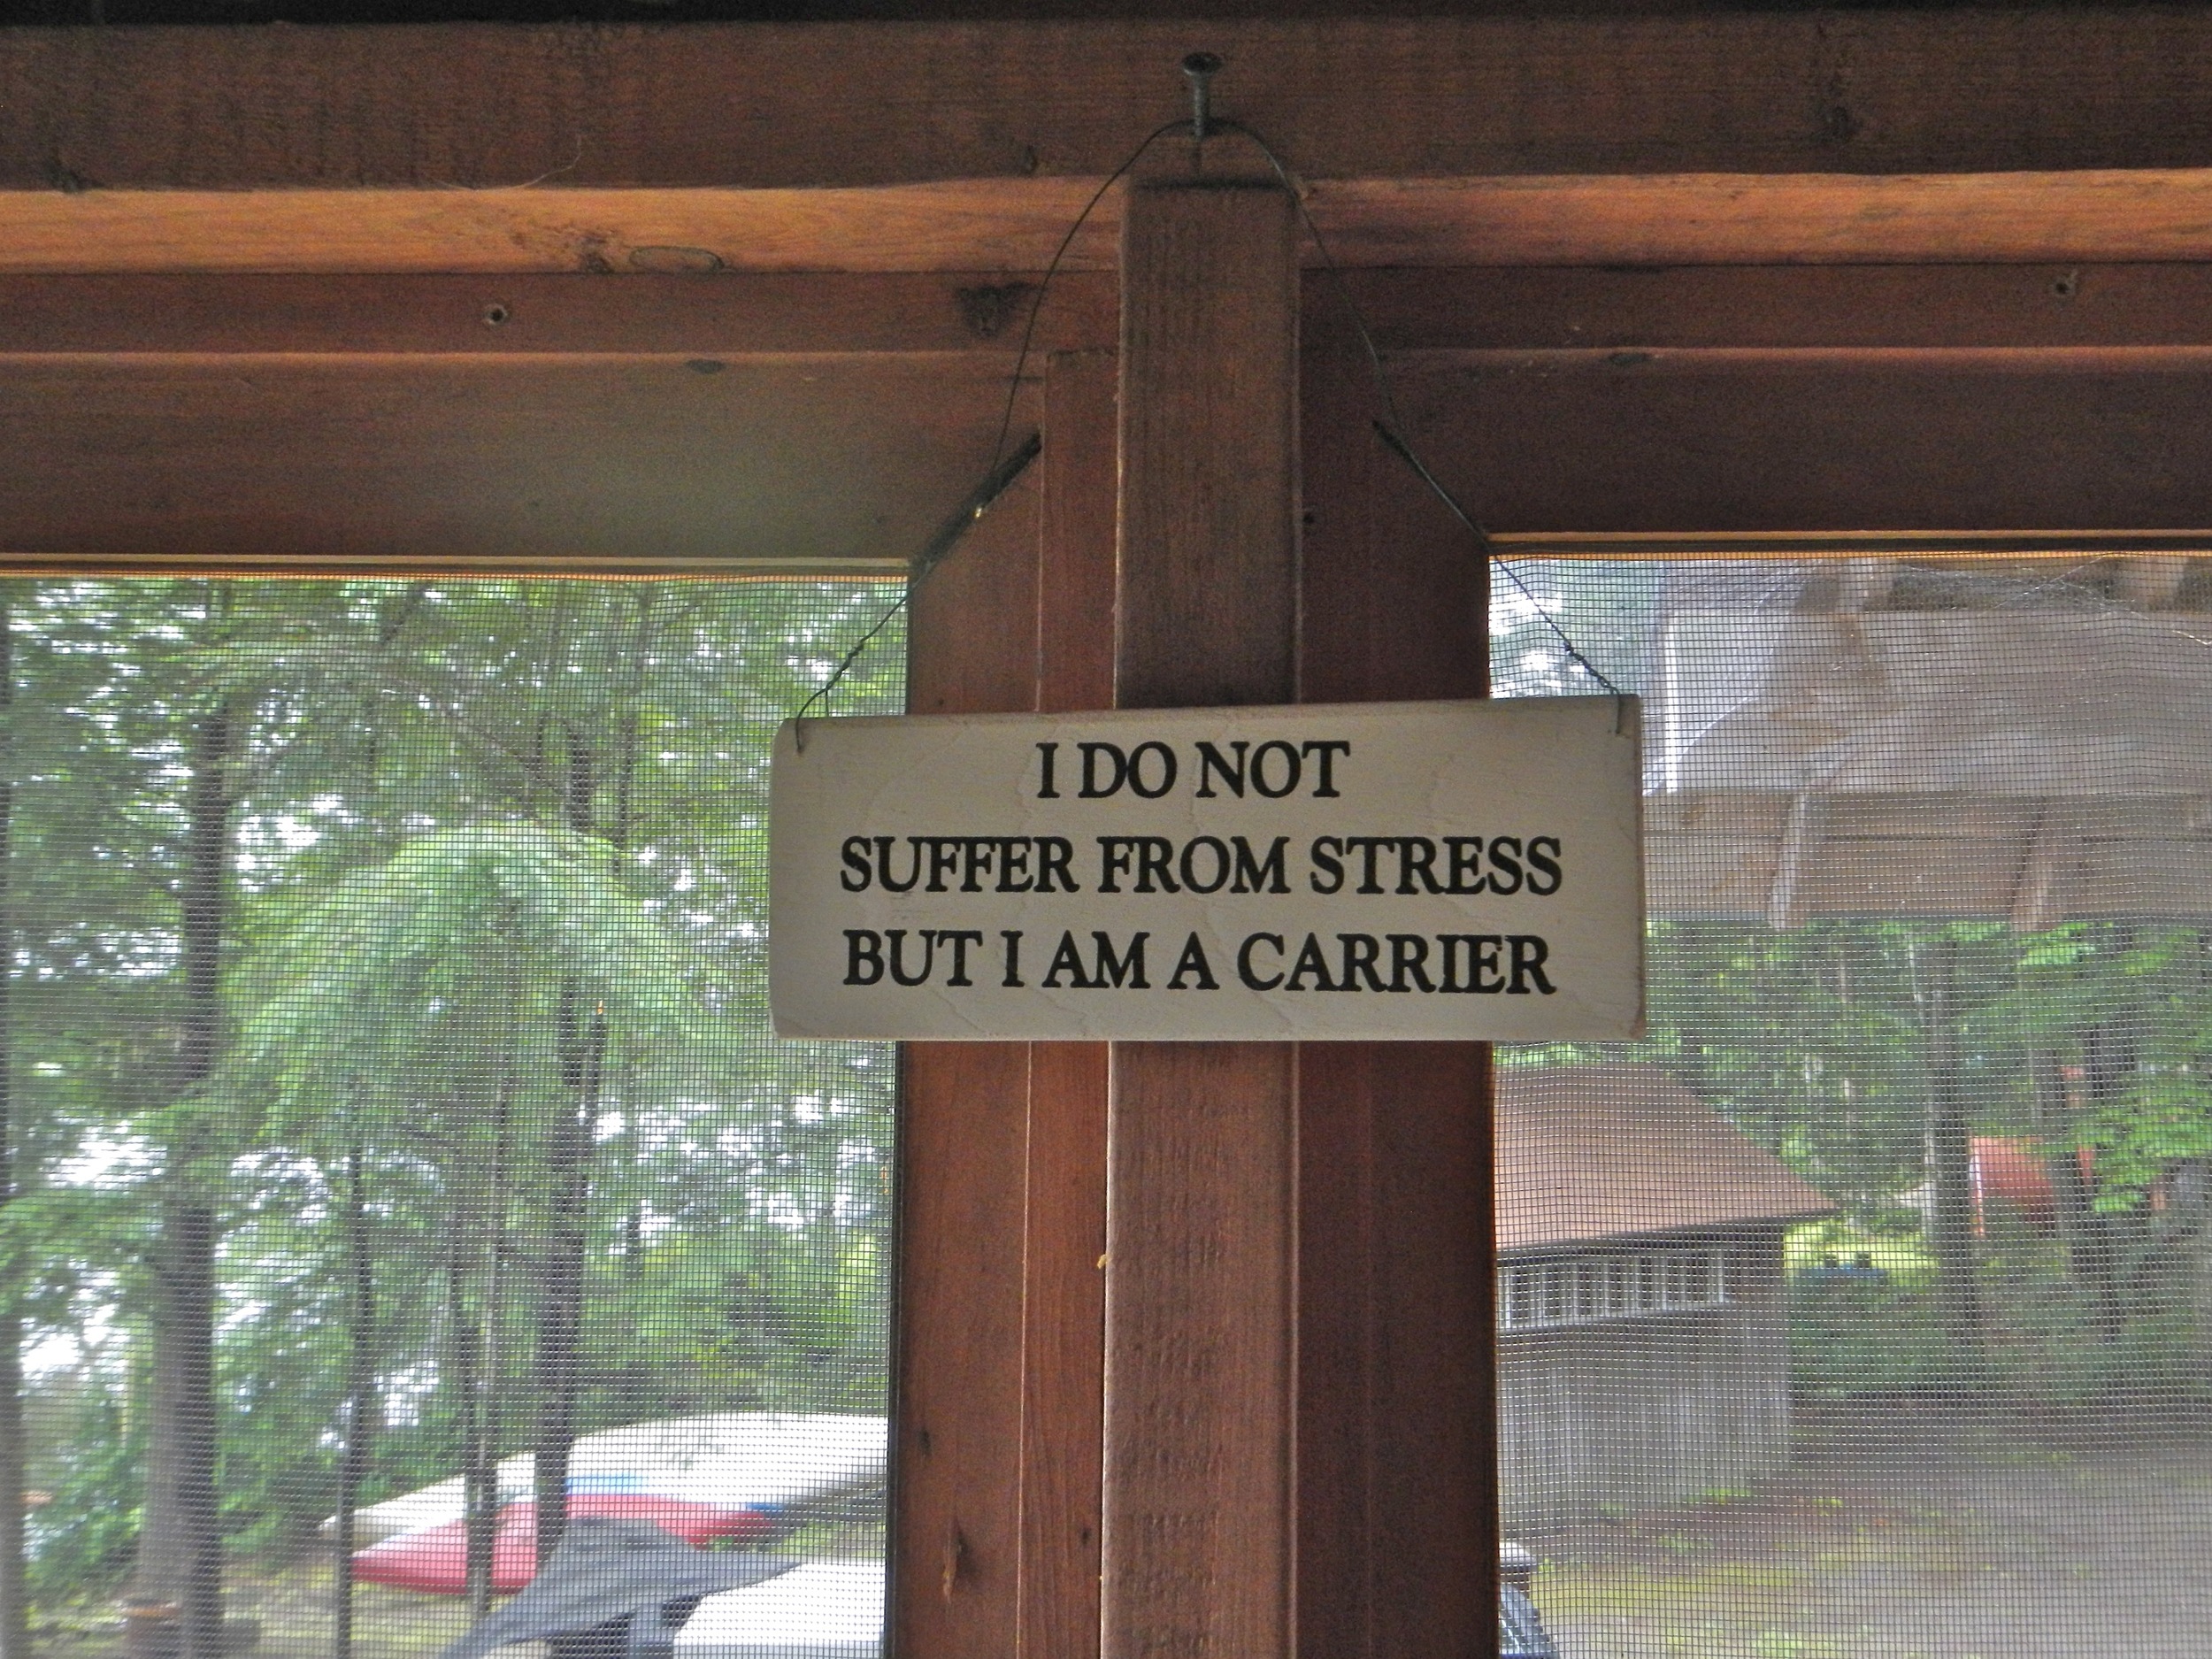 I DO NOT
SUFFER FROM STRESS
BUT I AM A CARRIER